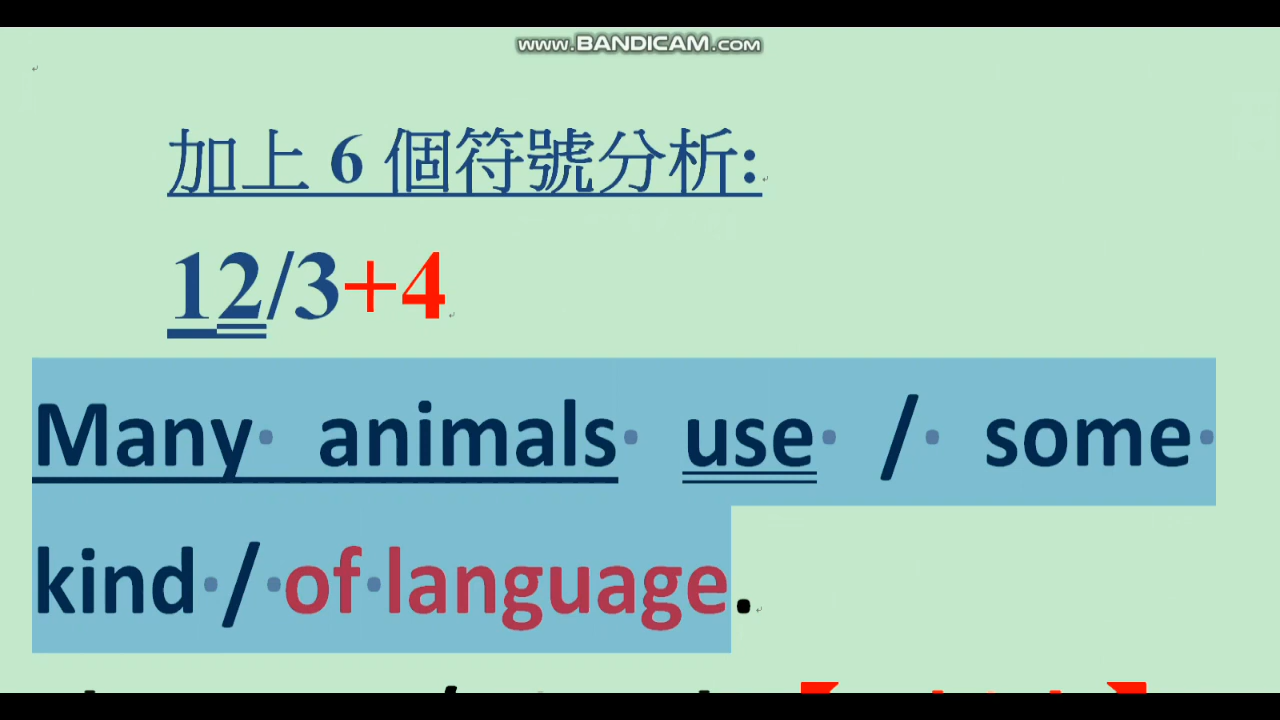 www.BANDICAM.com
加上 6 個符號分析:
12/3+4
Many animals use / some
kind / of language.